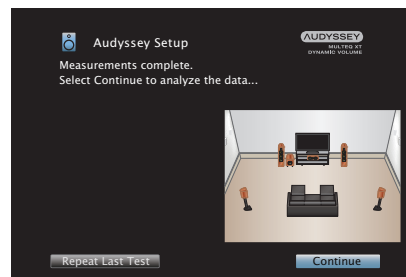 Audyssey Setup
AUDYSSEY
MULTEQ XT
DYNAMIC VOLUME
Measurements complete.
Select Continue to analyze the data...
Repeat Last Test
Continue